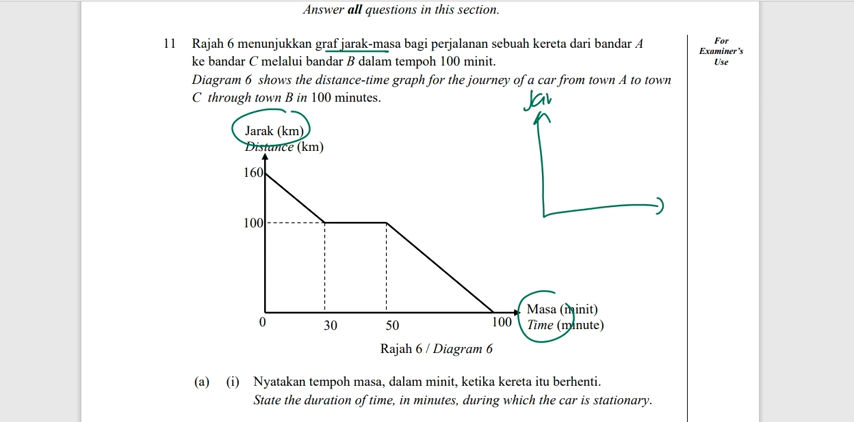 Answer all questions in this section.
11 Rajah 6 menunjukkan graf jarak-masa bagi perjalanan sebuah kereta dari bandar A
ke bandar C melalui bandar B dalam tempoh 100 minit.
Diagram 6 shows the distance-time graph for the journey of a car from town A to town
C through town B in 100 minutes.
For
Examiner's
Use
Jar
Jarak (km)
Distance (km)
160
100
0
30
50
100
Masa (minit)
Time (minute)
Rajah 6 / Diagram 6
(a) (i) Nyatakan tempoh masa, dalam minit, ketika kereta itu berhenti.
State the duration of time, in minutes, during which the car is stationary.